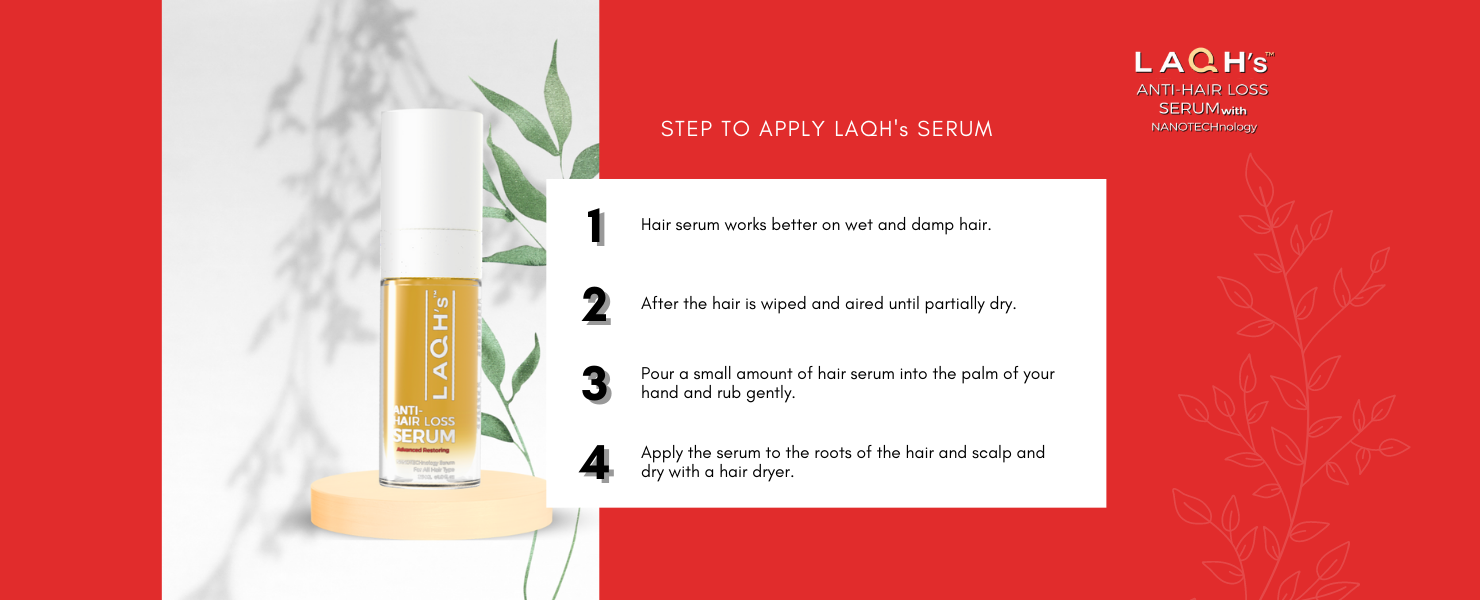 LAQH's™
ANTI-HAIR LOSS
SERUM with
NANOTECHnology
STEP TO APPLY LAQH's SERUM
1
Hair serum works better on wet and damp hair.
2
After the hair is wiped and aired until partially dry.
3
Pour a small amount of hair serum into the palm of your
hand and rub gently.
4
Apply the serum to the roots of the hair and scalp and
dry with a hair dryer.
LAQH's™
ANTI-
HAIR LOSS
SERUM
Advanced Restoring
For All Hair Type